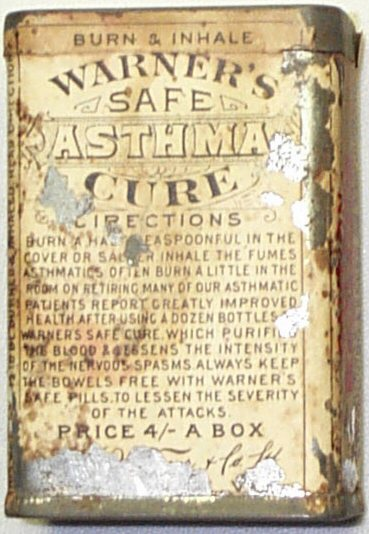 BURN & INHALE
WARNER'S
SAFE
ASTHMA
CURE
DIRECTIONS
BURN A HALF TEASPOONFUL IN THE
COVER OR SAUCER INHALE THE FUMES
ASTHMATICS OFTEN BURN A LITTLE IN THE
ROOM ON RETIRING MANY OF OUR ASTHMATIC
PATIENTS REPORT GREATLY IMPROVED
HEALTH AFTER USING A DOZEN BOTTLES
WARNERS SAFE CURE. WHICH PURIFIES
THE BLOOD & LESSENS THE INTENSITY
OF THE NERVOUS SPASMS. ALWAYS KEEP
THE BOWELS FREE WITH WARNER'S
SAFE PILLS. TO LESSEN THE SEVERITY
OF THE ATTACKS.
PRICE 4/- A BOX
& Co. Ld